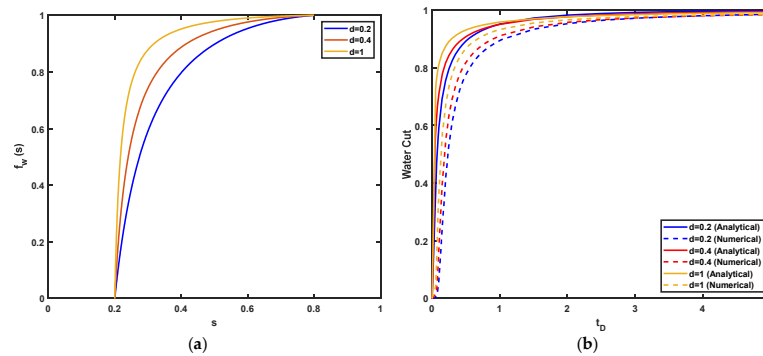 1
0.8
0.6
0.4
0.2
0
f_w (s)
d=0.2
d=0.4
d=1
0
0.2
0.4
0.6
0.8
1
s
(a)
1
0.8
0.6
0.4
0.2
0
Water Cut
d=0.2 (Analytical)
d=0.2 (Numerical)
d=0.4 (Analytical)
d=0.4 (Numerical)
d=1 (Analytical)
d=1 (Numerical)
0
1
2
3
4
t_D
(b)